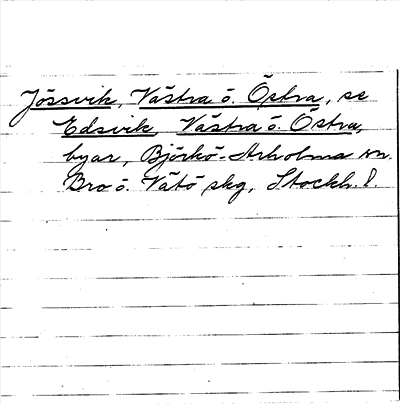 Jössvik, Västra o. Östra, se
Edsvik, Västra o. Östra,
byar, Björkö-Arholma sn.
Bro o. Vätö skg, Stockh. l.